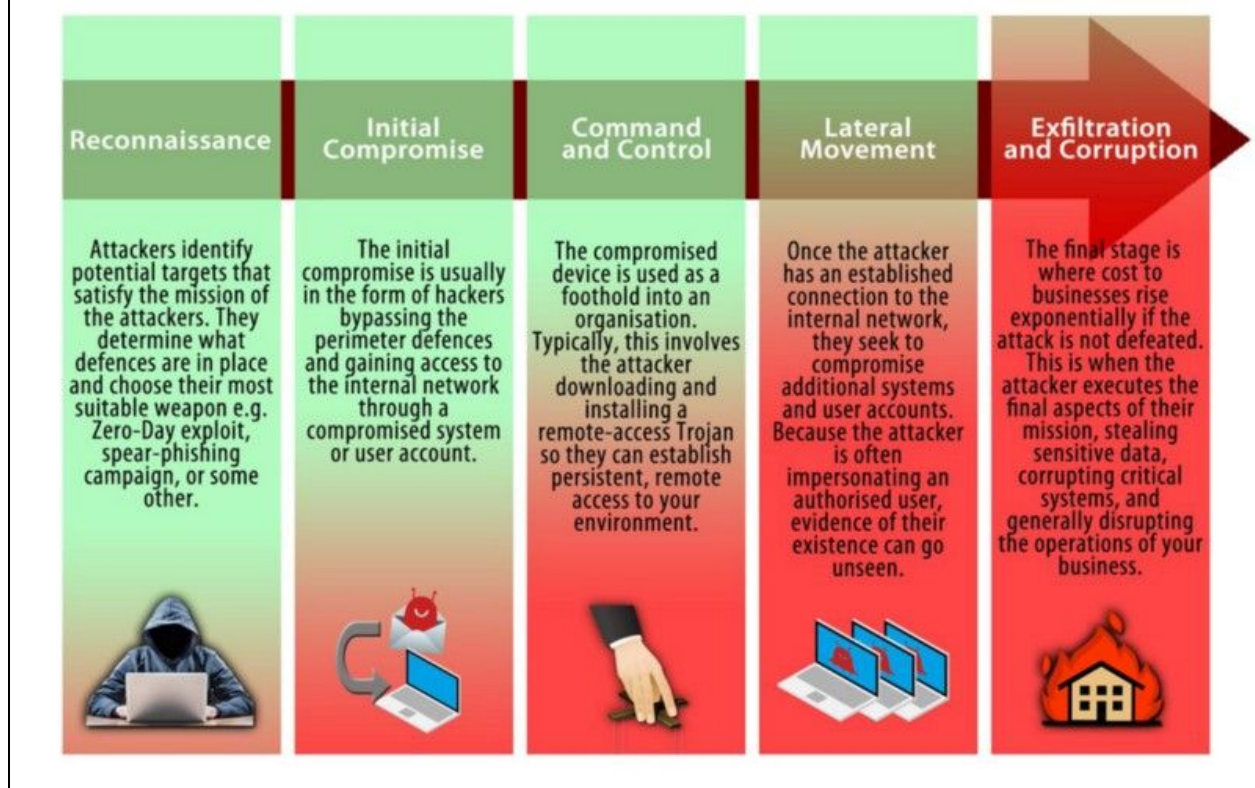 Reconnaissance
Attackers identify
potential targets that
satisfy the mission of
the attackers. They
determine what
defences are in place
and choose their most
suitable weapon e.g.
Zero-Day exploit,
spear-phishing
campaign, or some
other.
Initial
Compromise
The initial
compromise is usually
in the form of hackers
bypassing the
perimeter defences
and gaining access to
the internal network
through a
compromised system
or user account.
Command
and Control
The compromised
device is used as a
foothold into an
organisation.
Typically, this involves
the attacker
downloading and
installing a
remote-access Trojan
so they can establish
persistent, remote
access to your
environment.
Lateral
Movement
Once the attacker
has an established
connection to the
internal network,
they seek to
compromise
additional systems
and user accounts.
Because the attacker
is often
impersonating an
authorised user,
evidence of their
existence can go
unseen.
Exfiltration
and Corruption
The final stage is
where cost to
businesses rise
exponentially if the
attack is not defeated.
This is when the
attacker executes the
final aspects of their
mission, stealing
sensitive data,
corrupting critical
systems, and
generally disrupting
the operations of your
business.